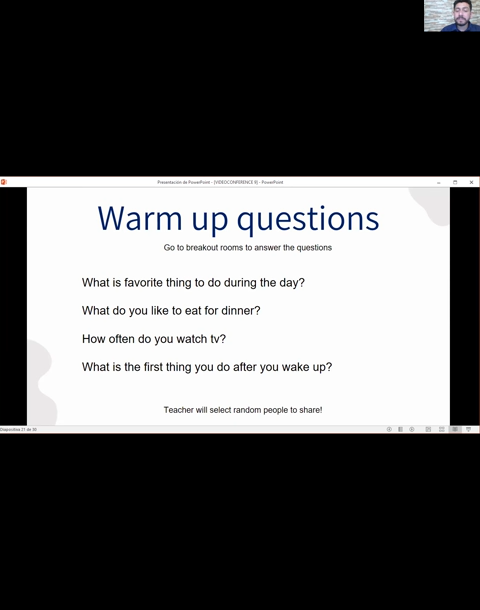 Presentación de PowerPoint - [VIDEOCONFERENCE 9] - PowerPoint
Warm up questions
Go to breakout rooms to answer the questions
What is favorite thing to do during the day?
What do you like to eat for dinner?
How often do you watch tv?
What is the first thing you do after you wake up?
Teacher will select random people to share!
Diapositiva 21 de 30